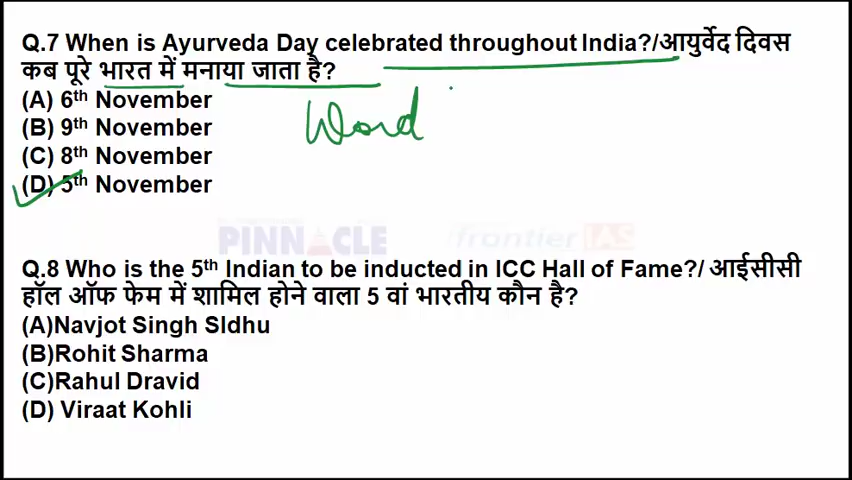 Q.7 When is Ayurveda Day celebrated throughout India?/आयुर्वेद दिवस
कब पूरे भारत में मनाया जाता है?
(A) 6th November
(B) 9th November
(C) 8th November
(D) 5th November
PINNACLE frontier IAS
Q.8 Who is the 5th Indian to be inducted in ICC Hall of Fame?/ आईसीसी
हॉल ऑफ फेम में शामिल होने वाला 5 वां भारतीय कौन है?
(A)Navjot Singh SIdhu
(B)Rohit Sharma
(C)Rahul Dravid
(D) Viraat Kohli